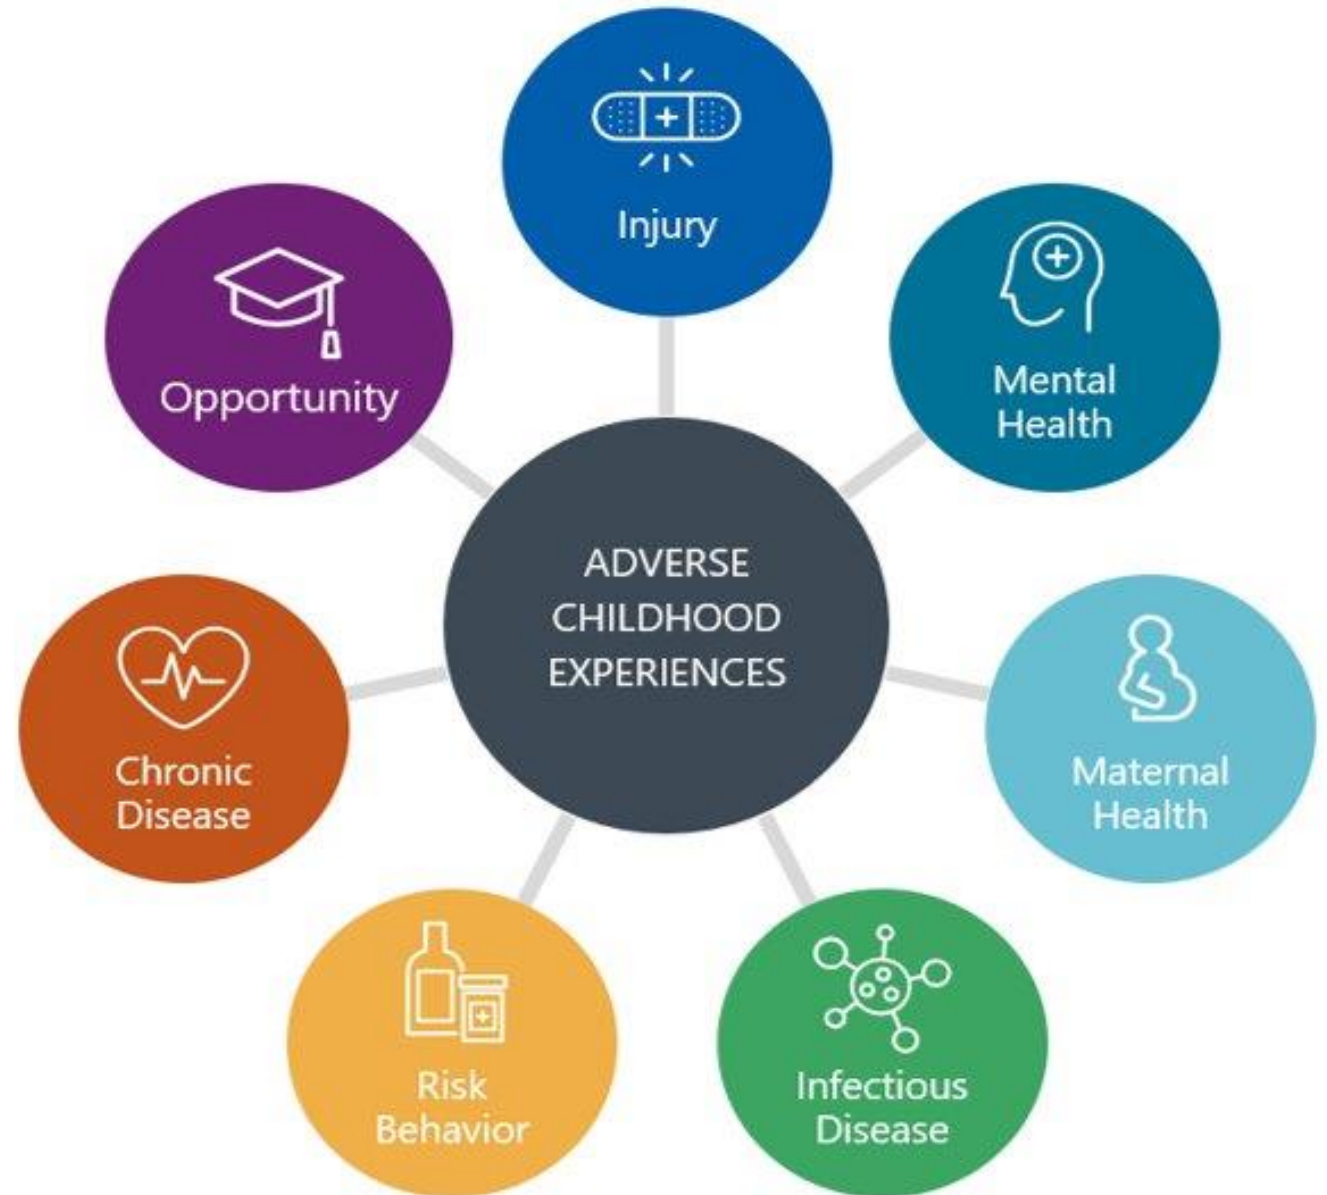 Injury
Mental
Health
Opportunity
ADVERSE
CHILDHOOD
EXPERIENCES
Maternal
Health
Chronic
Disease
Infectious
Disease
Risk
Behavior